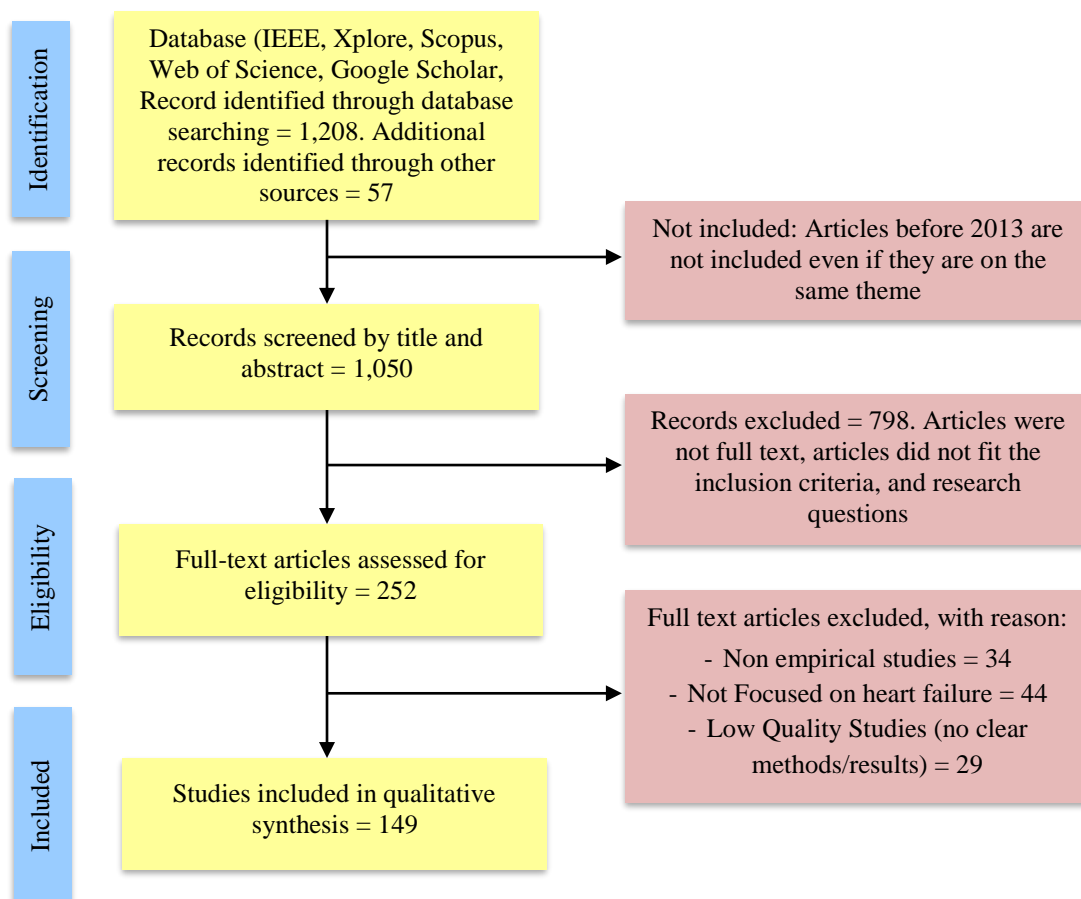 Identification
Database (IEEE, Xplore, Scopus,
Web of Science, Google Scholar,
Record identified through database
searching = 1,208. Additional
records identified through other
sources = 57
Not included: Articles before 2013 are
not included even if they are on the
same theme
Screening
Records screened by title and
abstract = 1,050
Records excluded = 798. Articles were
not full text, articles did not fit the
inclusion criteria, and research
questions
Eligibility
Full-text articles assessed for
eligibility = 252
Full text articles excluded, with reason:
- Non empirical studies = 34
- Not Focused on heart failure = 44
- Low Quality Studies (no clear
methods/results) = 29
Included
Studies included in qualitative
synthesis = 149